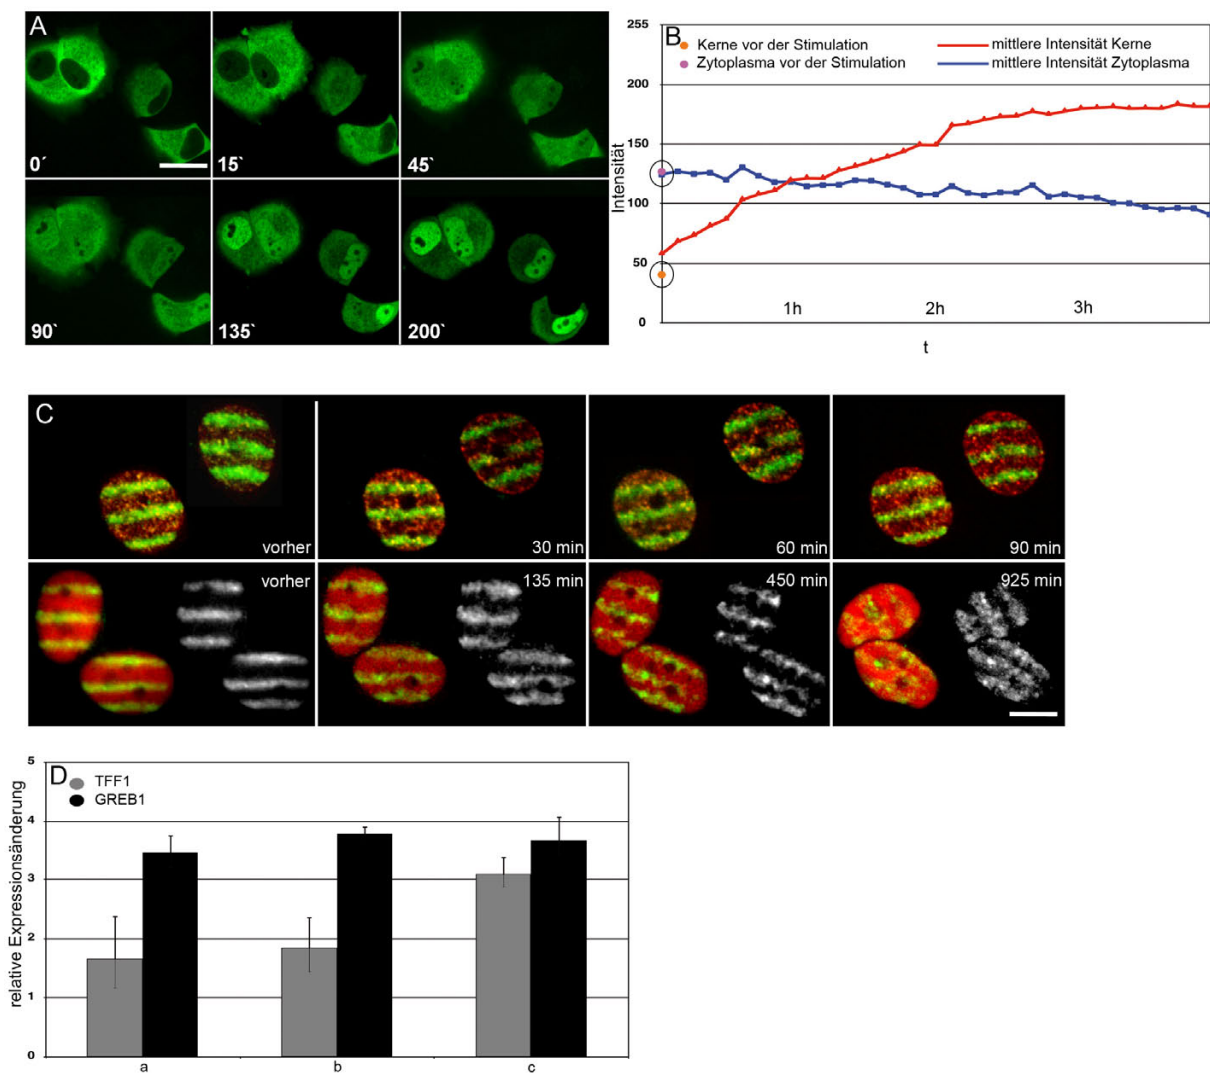 A
0´
15`
45`
90`
135`
200`
B
255
200
150
100
50
0
Intensität
Kerne vor der Stimulation
mittlere Intensität Kerne
Zytoplasma vor der Stimulation
mittlere Intensität Zytoplasma
1h
2h
3h
t
C
vorher
30 min
60 min
90 min
vorher
135 min
450 min
925 min
D
TFF1
GREB1
5
4
3
2
1
0
relative Expressionsänderung
a
b
c